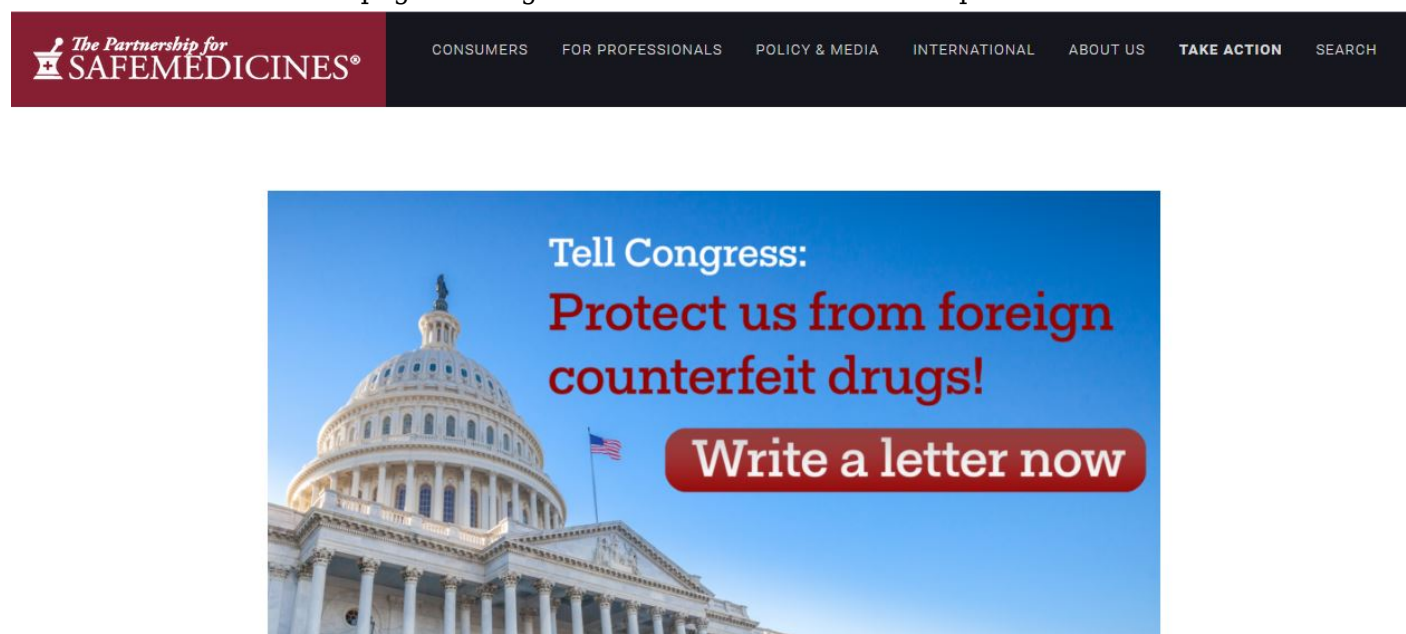 The Partnership for
SAFEMEDICINES®
CONSUMERS FOR PROFESSIONALS POLICY & MEDIA INTERNATIONAL ABOUT US TAKE ACTION SEARCH
Tell Congress:
Protect us from foreign
counterfeit drugs!
Write a letter now